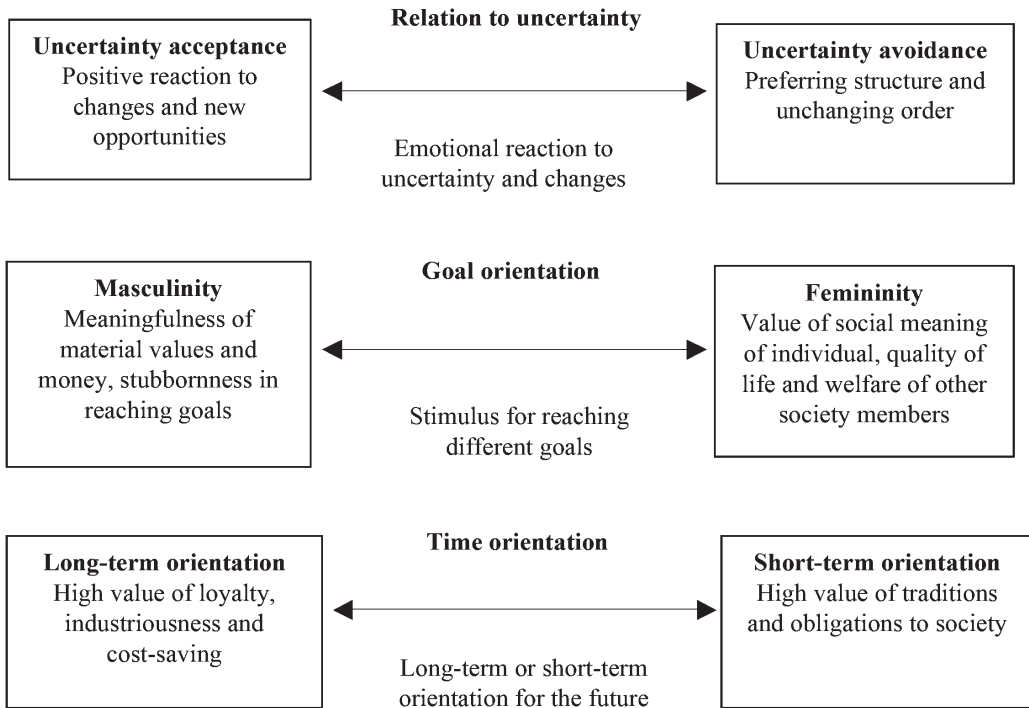 Relation to uncertainty
Uncertainty acceptance
Positive reaction to
changes and new
opportunities
Emotional reaction to
uncertainty and changes
Uncertainty avoidance
Preferring structure and
unchanging order
Goal orientation
Masculinity
Meaningfulness of
material values and
money, stubbornness in
reaching goals
Stimulus for reaching
different goals
Femininity
Value of social meaning
of individual, quality of
life and welfare of other
society members
Time orientation
Long-term orientation
High value of loyalty,
industriousness and
cost-saving
Long-term or short-term
orientation for the future
Short-term orientation
High value of traditions
and obligations to society